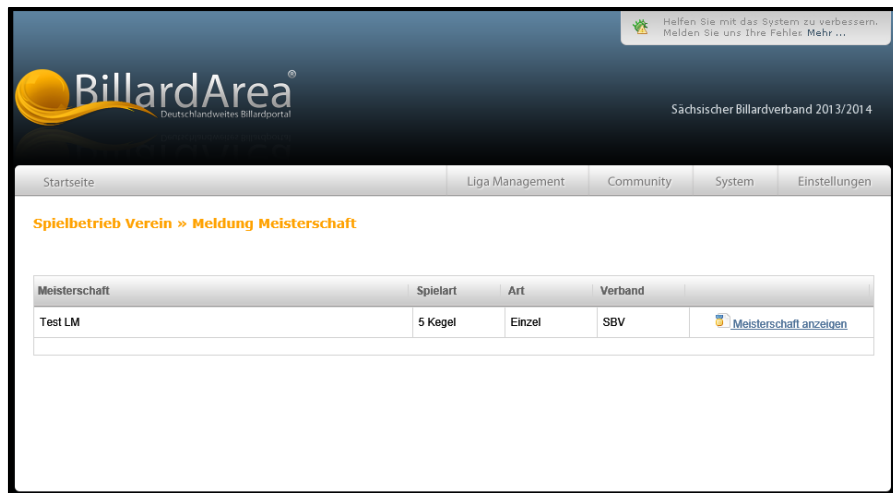 Helfen Sie mit das System zu verbessern.
Melden Sie uns Ihre Fehler Mehr ...
BillardArea®
Deutschlandweites Billardportal
Sächsischer Billardverband 2013/2014
Startseite Liga Management Community System Einstellungen
Spielbetrieb Verein » Meldung Meisterschaft
Meisterschaft Spielart Art Verband
Test LM 5 Kegel Einzel SBV Meisterschaft anzeigen